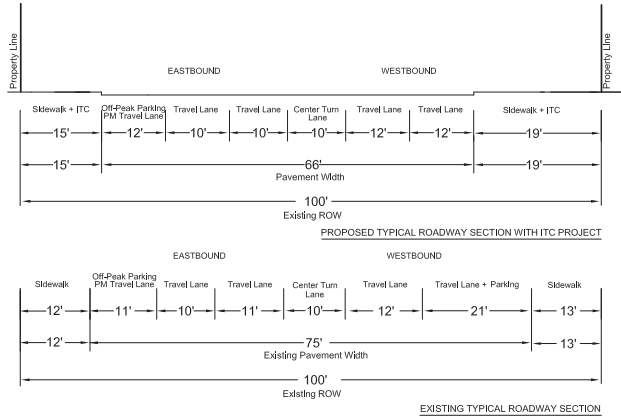 Property Line
Property Line
EASTBOUND WESTBOUND
Sidewalk + ITC Off-Peak Parking Travel Lane Travel Lane Center Turn Travel Lane Travel Lane Sidewalk + ITC
PM Travel Lane Lane
15' 12' 10' 10' 10' 12' 12' 19'
15' 66' 19'
Pavement Width
100'
Existing ROW
PROPOSED TYPICAL ROADWAY SECTION WITH ITC PROJECT
EASTBOUND WESTBOUND
Sidewalk Off-Peak Parking Travel Lane Travel Lane Center Turn Travel Lane Travel Lane + Parking Sidewalk
PM Travel Lane Lane
12' 11' 10' 11' 10' 12' 21' 13'
12' 75' 13'
Existing Pavement Width
100'
Existing ROW
EXISTING TYPICAL ROADWAY SECTION